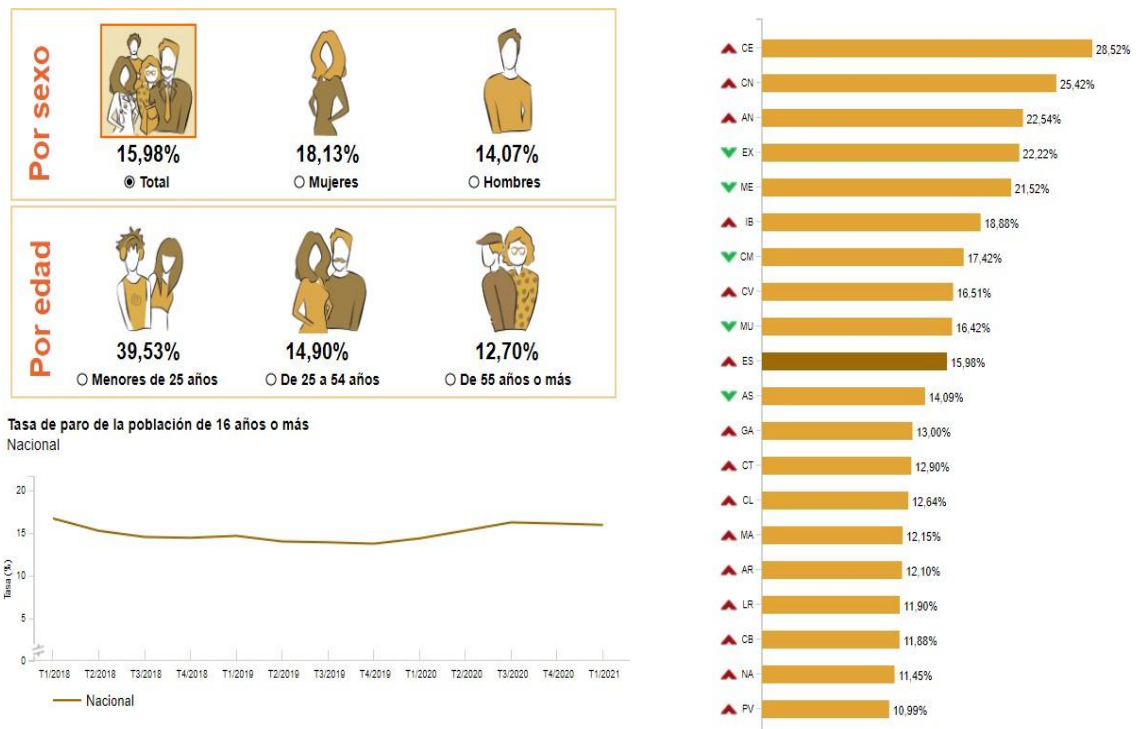 Por sexo
15,98%
Total
18,13%
Mujeres
14,07%
Hombres
Por edad
39,53%
Menores de 25 años
14,90%
De 25 a 54 años
12,70%
De 55 años o más
Tasa de paro de la población de 16 años o más
Nacional
Tasa (%)
20
15
10
5
0
T1/2018 T2/2018 T3/2018 T4/2018 T1/2019 T2/2019 T3/2019 T4/2019 T1/2020 T2/2020 T3/2020 T4/2020 T1/2021
Nacional
CE 28,52%
CN 25,42%
AN 22,54%
EX 22,22%
ME 21,52%
IB 18,88%
CM 17,42%
CV 16,51%
MU 16,42%
ES 15,98%
AS 14,09%
GA 13,00%
CT 12,90%
CL 12,64%
MA 12,15%
AR 12,10%
LR 11,90%
CB 11,88%
NA 11,45%
PV 10,99%